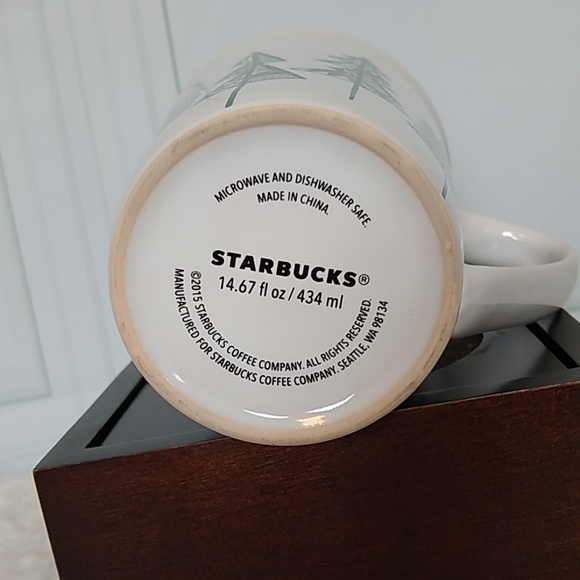 MICROWAVE AND DISHWASHER SAFE.
MADE IN CHINA.
STARBUCKS®
14.67 fl oz / 434 ml
©2015 STARBUCKS COFFEE COMPANY. ALL RIGHTS RESERVED.
MANUFACTURED FOR STARBUCKS COFFEE COMPANY. SEATTLE, WA 98134